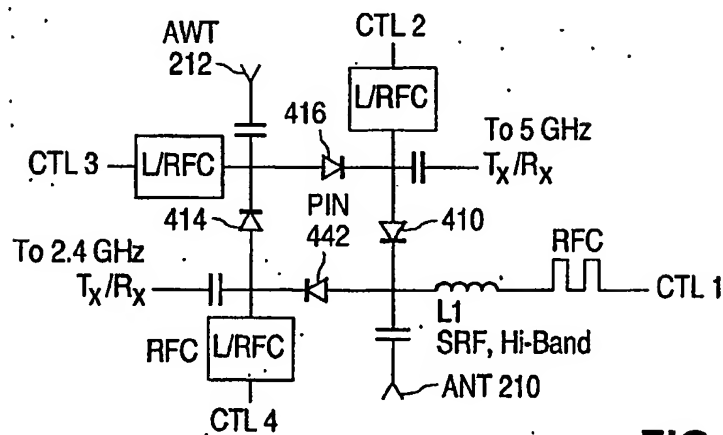 AWT
212
CTL 2
L/RFC
416
To 5 GHz
TX/RX
CTL 3
L/RFC
414
PIN
442
410
RFC
To 2.4 GHz
TX/RX
CTL 1
L1
SRF, Hi-Band
RFC
L/RFC
ANT 210
CTL 4